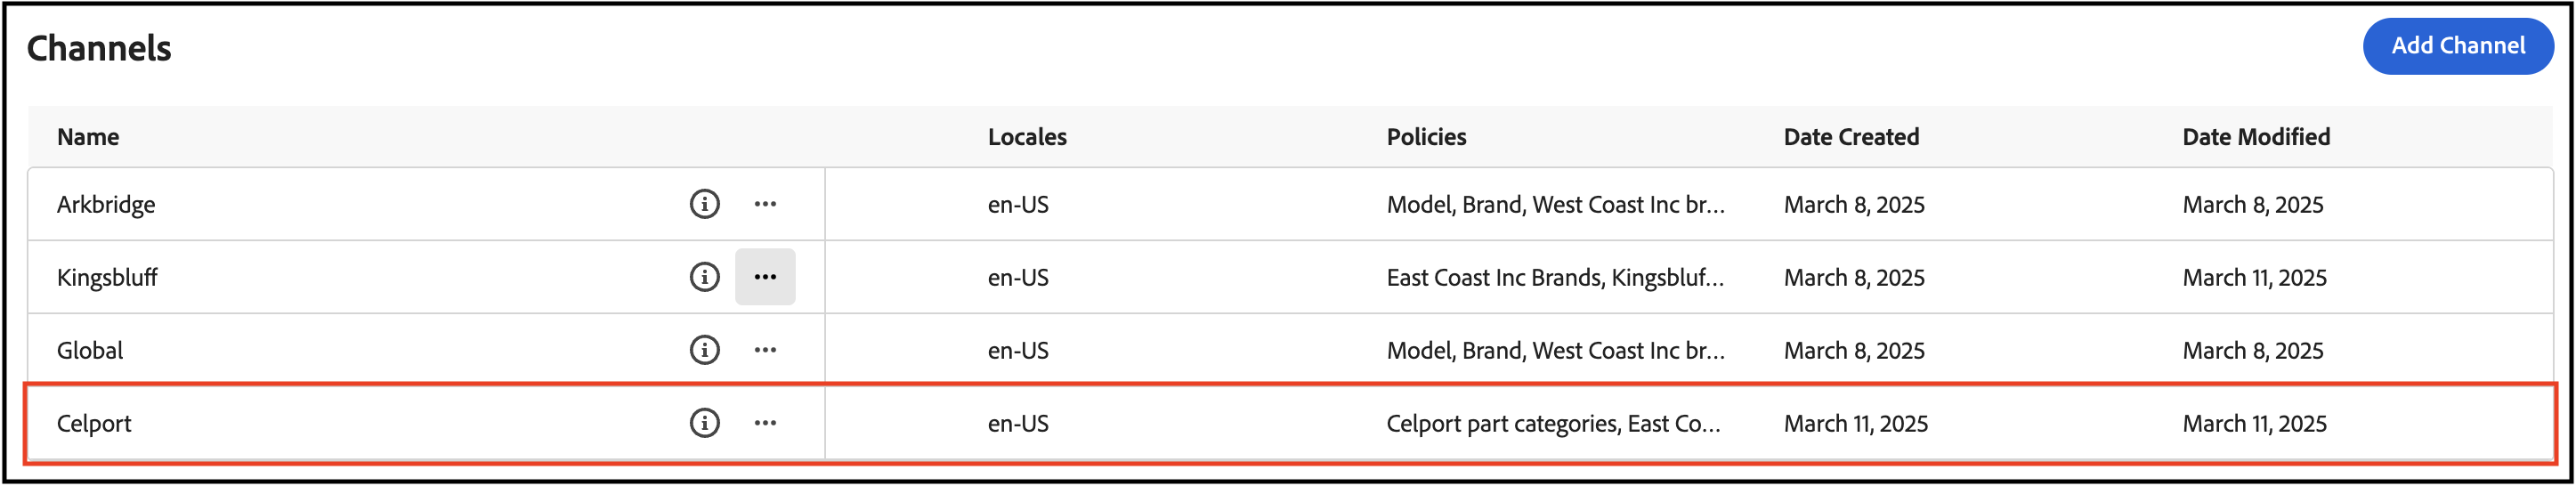 Channels
Add Channel
Name Locales Policies Date Created Date Modified
Arkbridge en-US Model, Brand, West Coast Inc br... March 8, 2025 March 8, 2025
Kingsbluff en-US East Coast Inc Brands, Kingsbluf... March 8, 2025 March 11, 2025
Global en-US Model, Brand, West Coast Inc br... March 8, 2025 March 8, 2025
Celport en-US Celport part categories, East Co... March 11, 2025 March 11, 2025